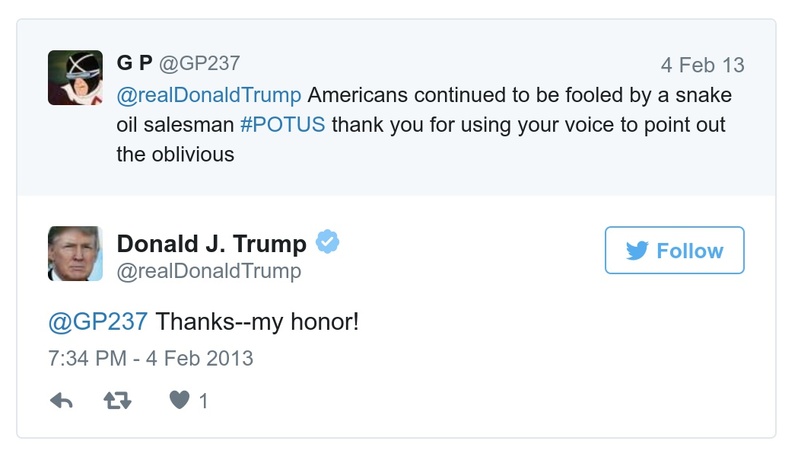 G P @GP237 4 Feb 13
@realDonaldTrump Americans continued to be fooled by a snake
oil salesman #POTUS thank you for using your voice to point out
the oblivious
Donald J. Trump
@realDonaldTrump
Follow
@GP237 Thanks--my honor!
7:34 PM - 4 Feb 2013
1